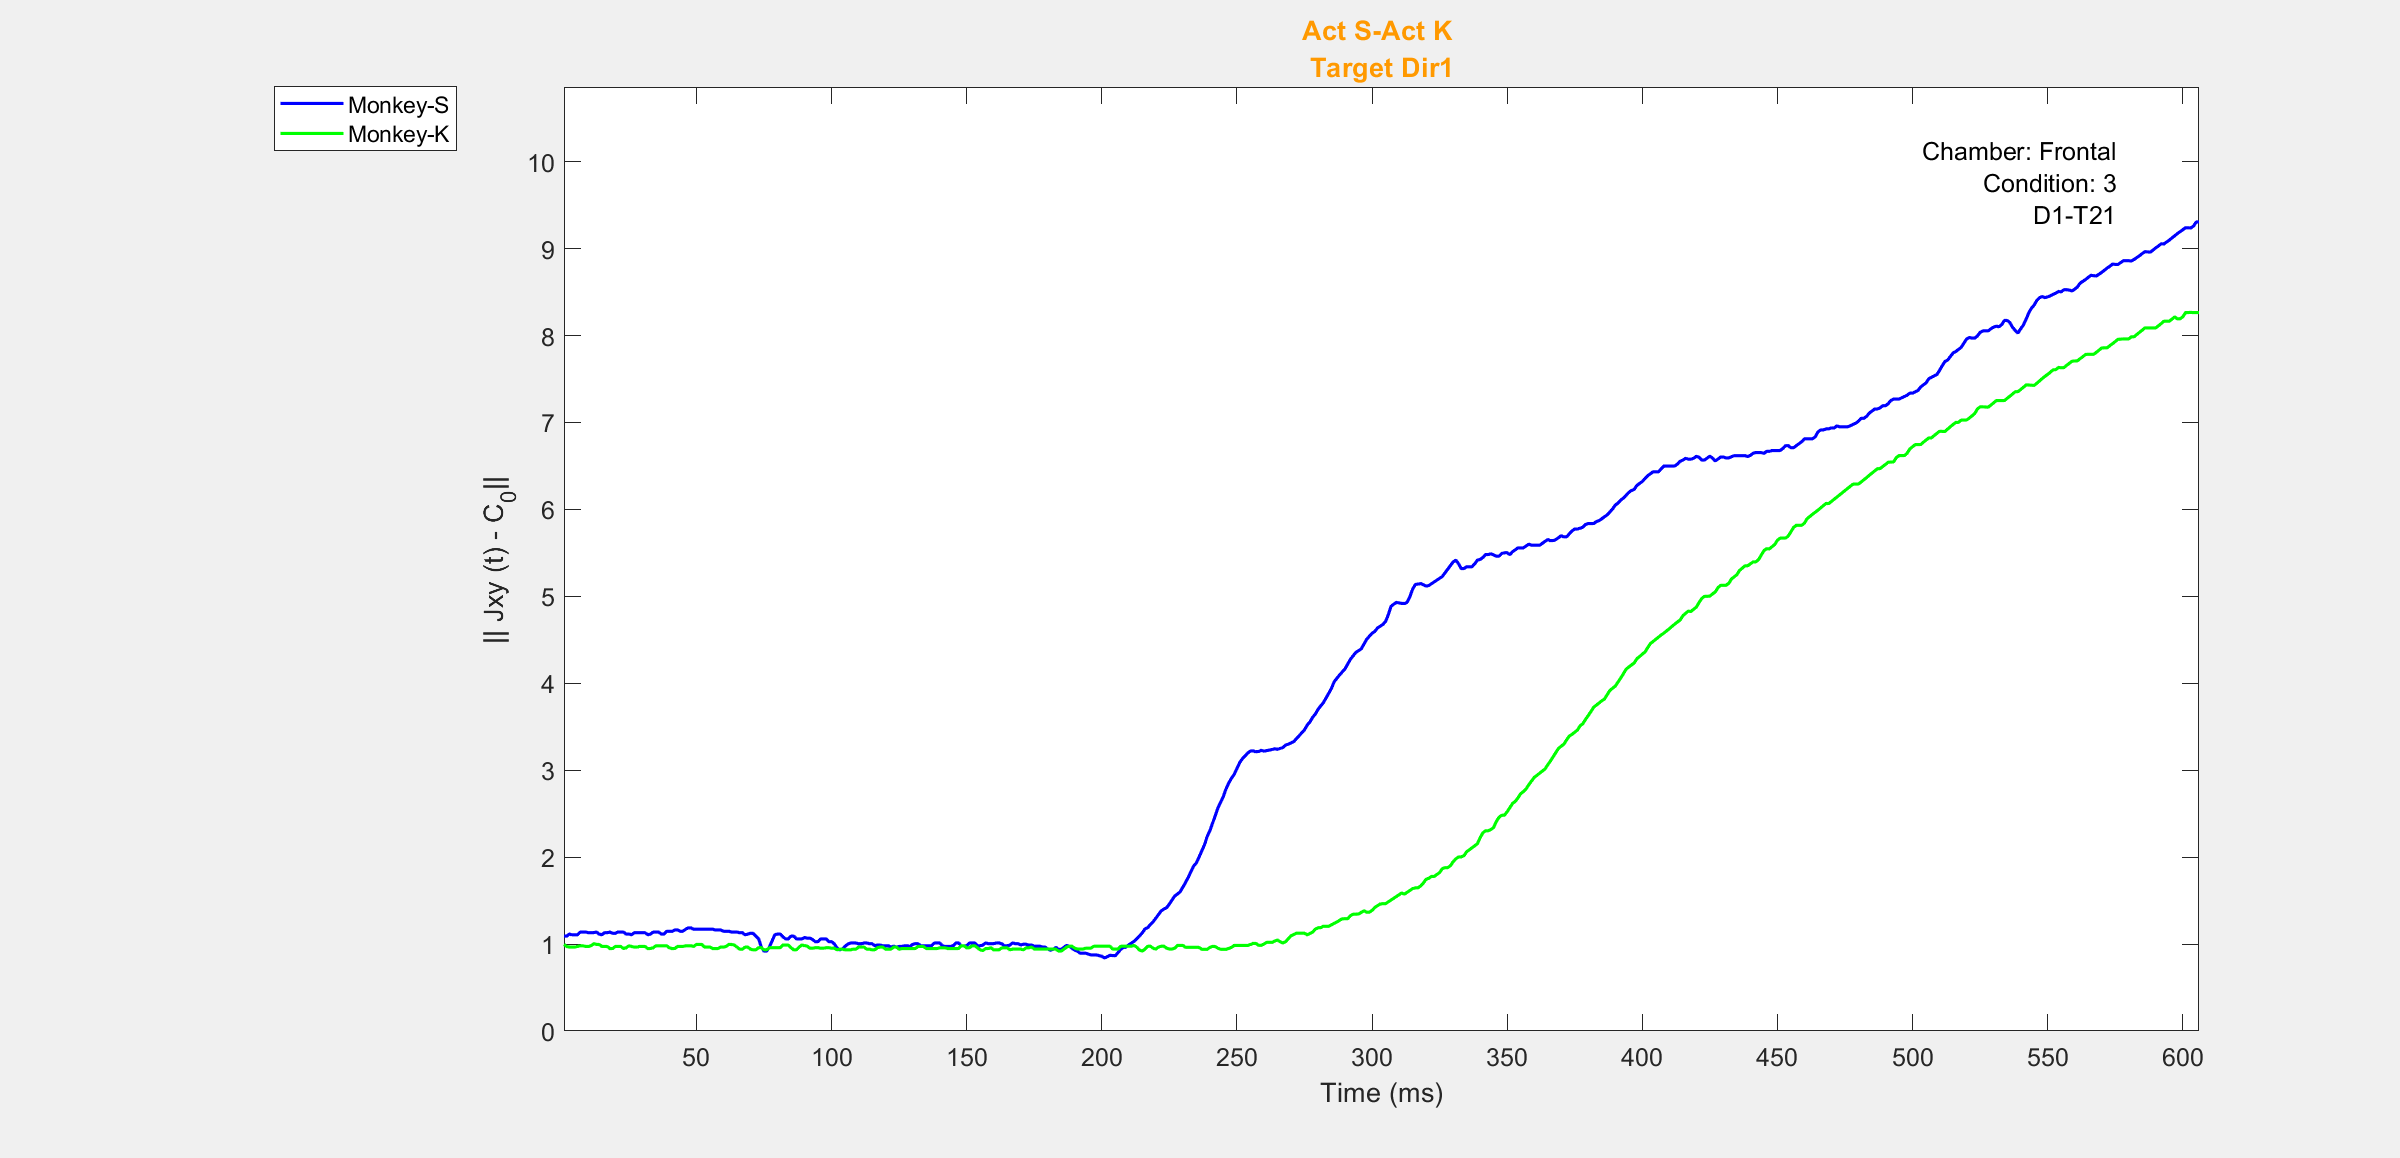 Act S-Act K
Target Dir1
Monkey-S
Monkey-K
Chamber: Frontal
Condition: 3
D1-T21
10
9
8
7
6
5
4
3
2
1
0
|| Jxy (t) - C0||
50 100 150 200 250 300 350 400 450 500 550 600
Time (ms)